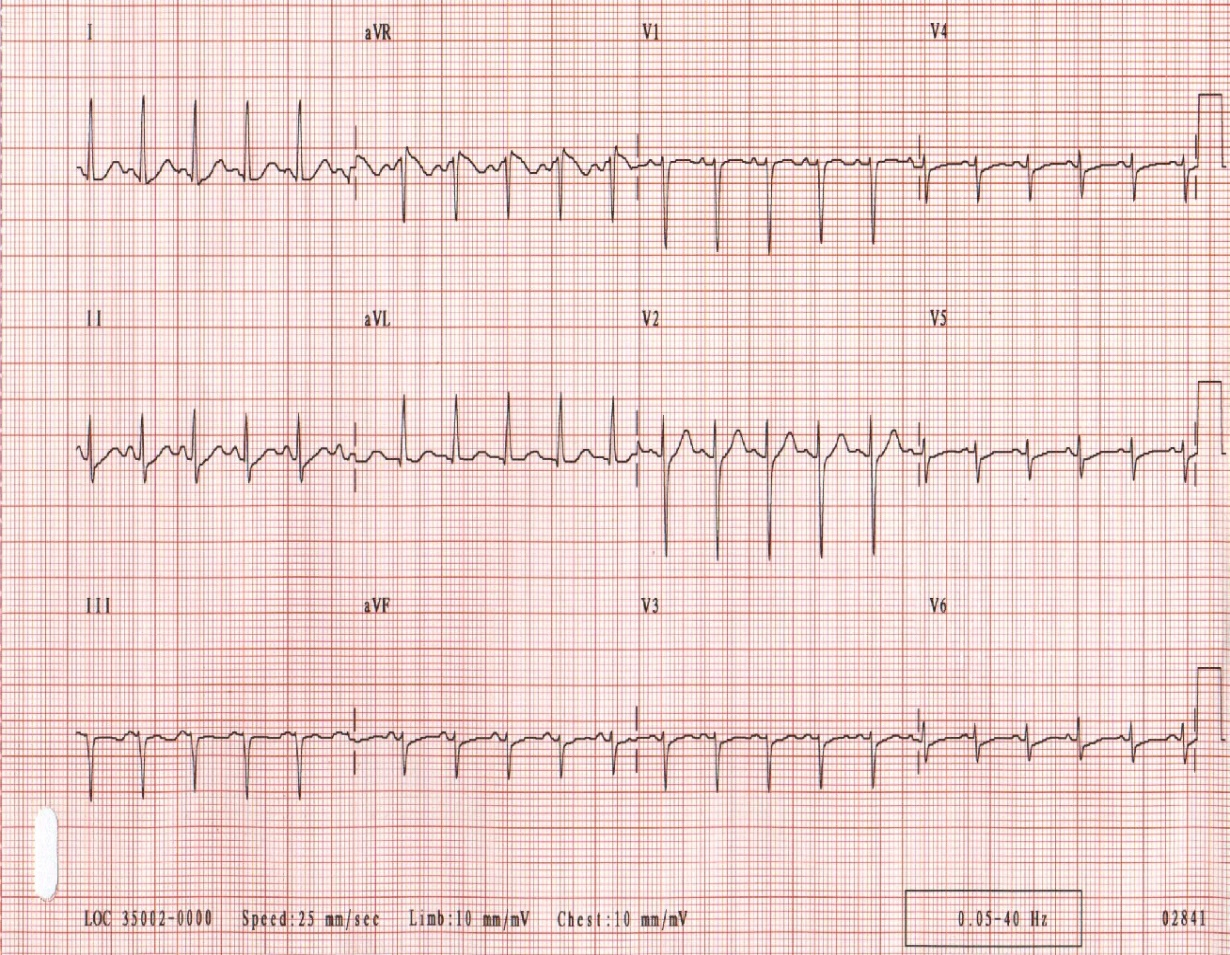 I aVR V1 V4
II aVL V2 V5
III aVF V3 V6
LOC 35002-0000 Speed:25 mm/sec Limb:10 mm/mV Chest:10 mm/mV 0.05-40 Hz 02841